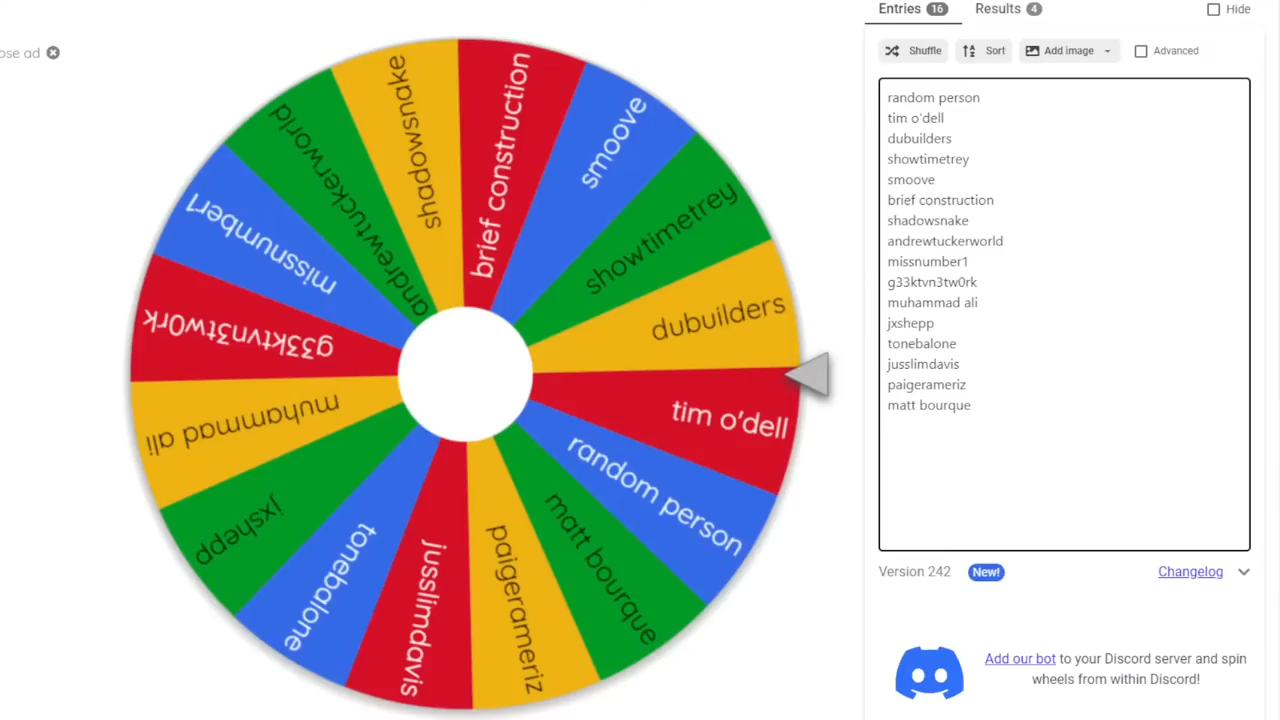 ose ad
brief construction
smoove
showtimetrey
dubuilders
tim o'dell
random person
matt bourque
paigerameriz
jusslimdavis
tonebalone
jxshepp
muhammad ali
g33ktvn3tw0rk
missnumber1
andrewtuckerworld
shadowsnake
Entries 16 Results 4 Hide
Shuffle Sort Add image Advanced
random person
tim o'dell
dubuilders
showtimetrey
smoove
brief construction
shadowsnake
andrewtuckerworld
missnumber1
g33ktvn3tw0rk
muhammad ali
jxshepp
tonebalone
jusslimdavis
paigerameriz
matt bourque
Version 242 New! Changelog
Add our bot to your Discord server and spin
wheels from within Discord!